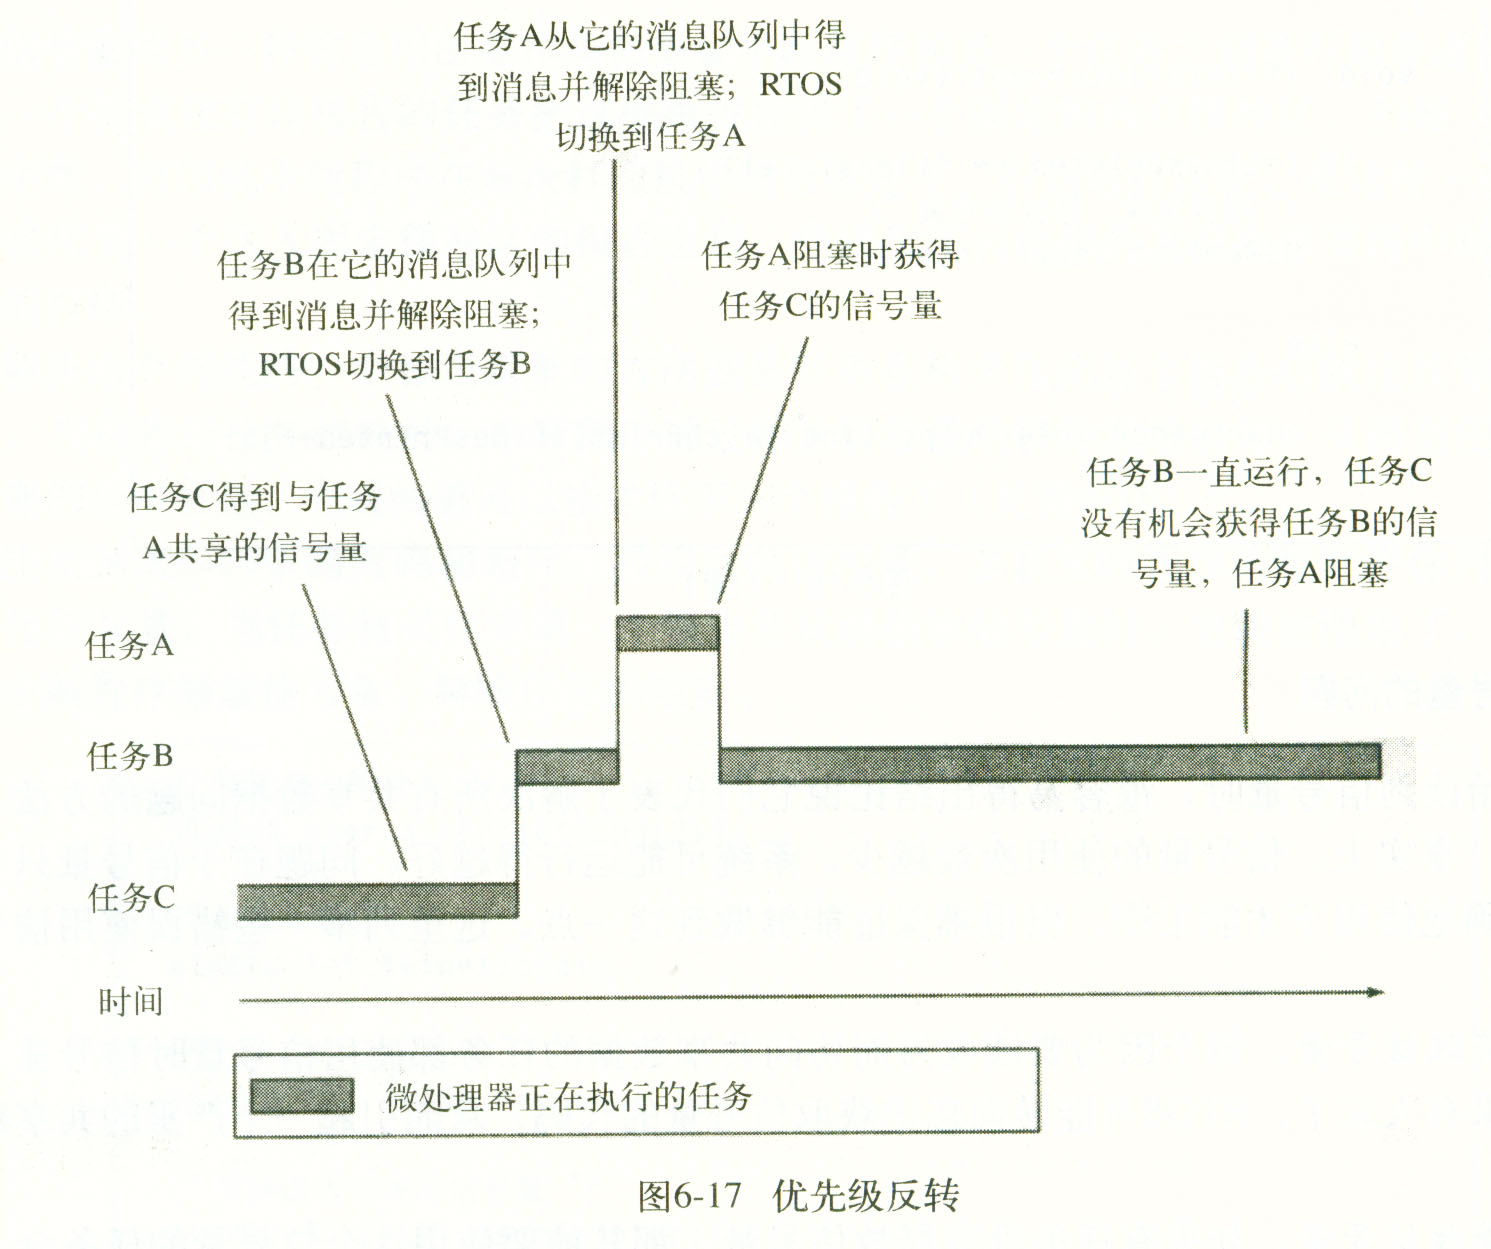 任务A从它的消息队列中得
到消息并解除阻塞；RTOS
切换到任务A
任务B在它的消息队列中
得到消息并解除阻塞；
RTOS切换到任务B
任务A阻塞时获得
任务C的信号量
任务C得到与任务
A共享的信号量
任务B一直运行，任务C
没有机会获得任务B的信
号量，任务A阻塞
任务A
任务B
任务C
时间
微处理器正在执行的任务
图6-17 优先级反转